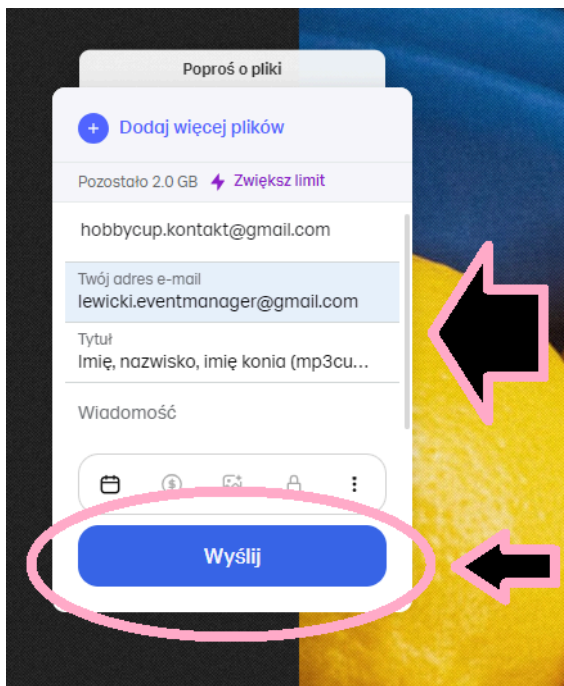 Poproś o pliki
Dodaj więcej plików
Pozostało 2.0 GB Zwiększ limit
hobbycup.kontakt@gmail.com
Twój adres e-mail
lewicki.eventmanager@gmail.com
Tytuł
Imię, nazwisko, imię konia (mp3cu...
Wiadomość
Wyślij